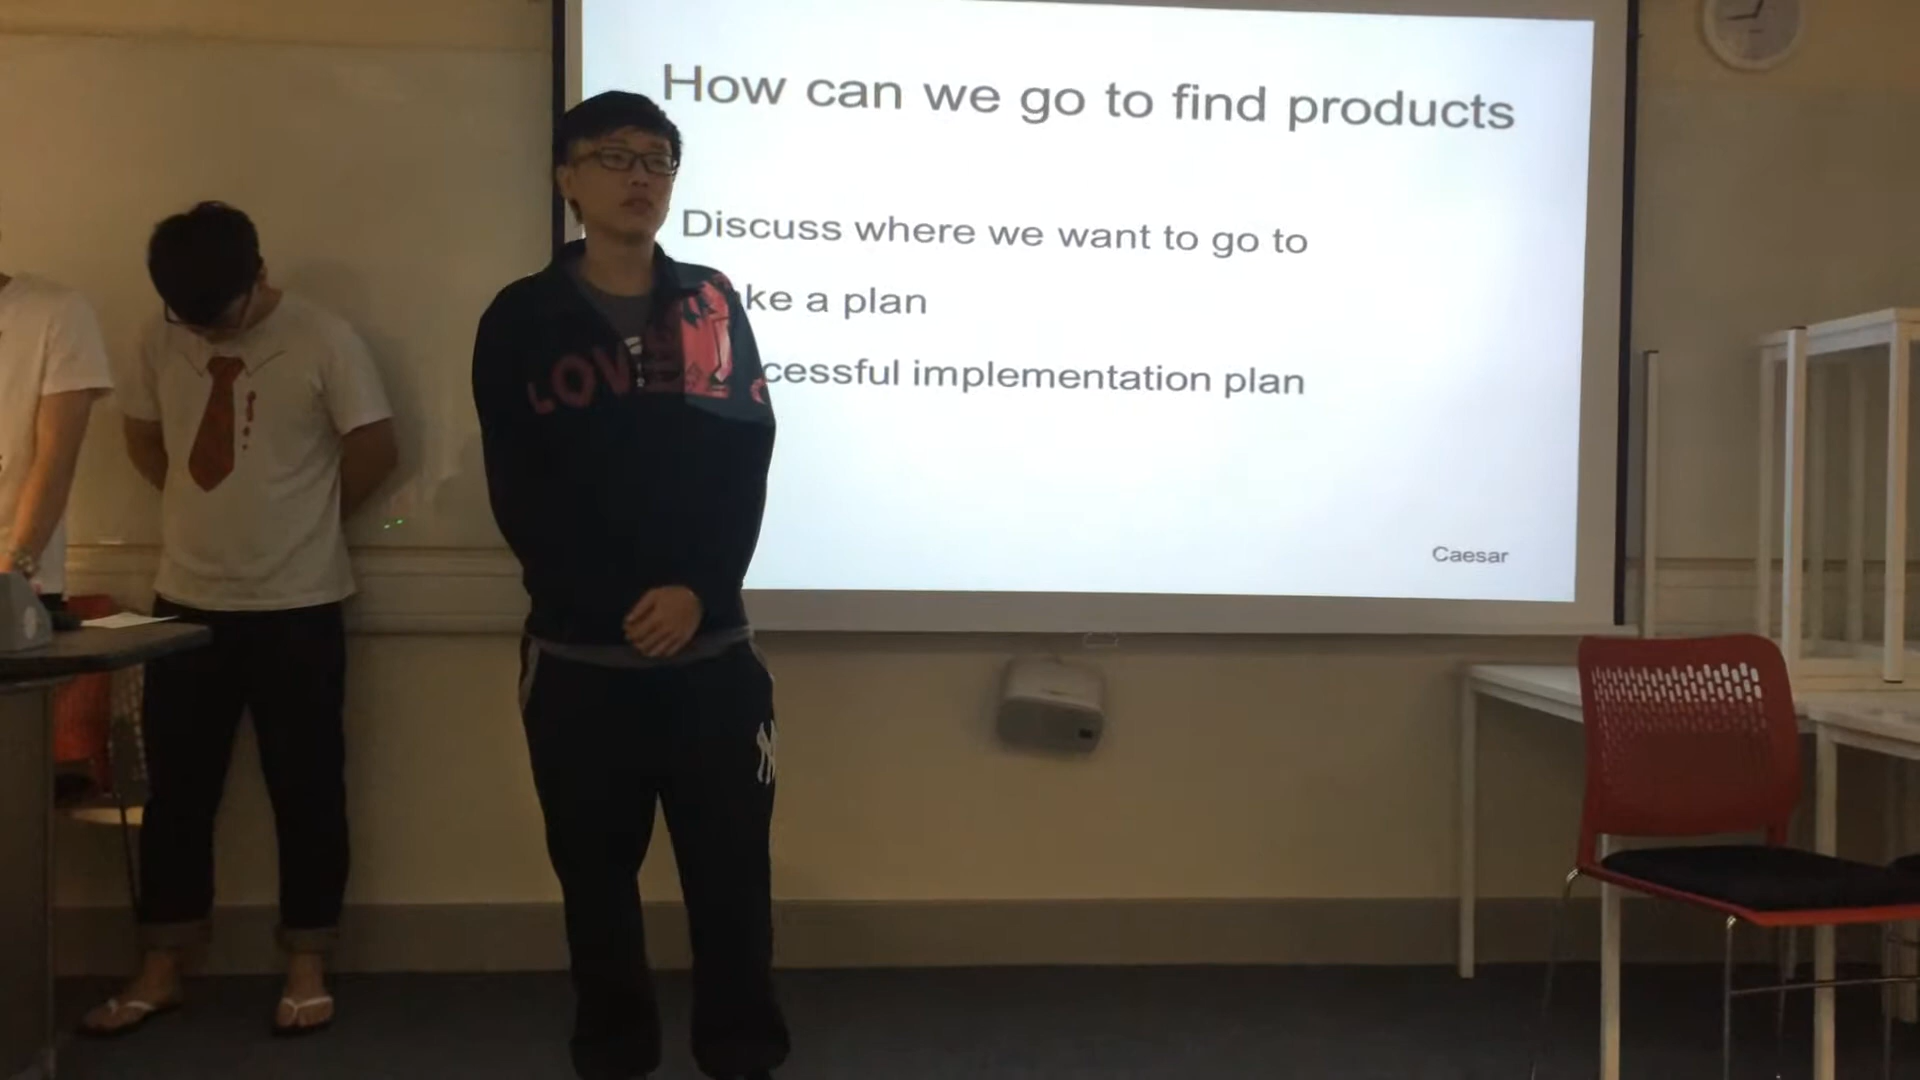 How can we go to find products
Discuss where we want to go to
ke a plan
cessful implementation plan
Caesar
LOVE
NY